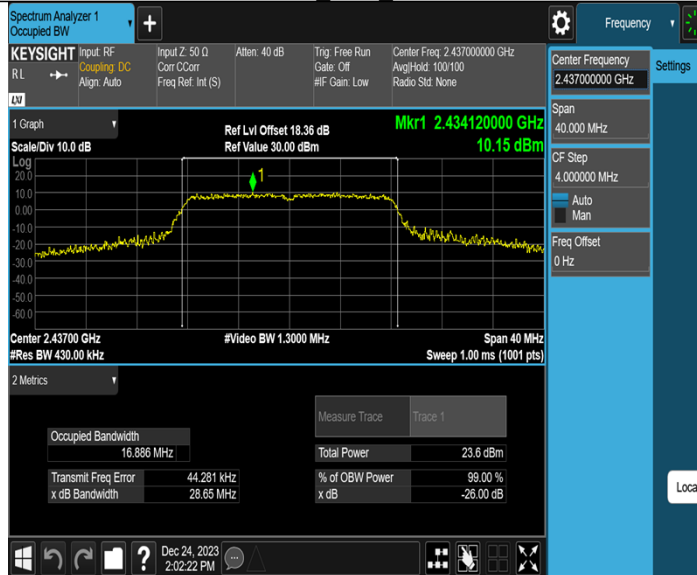 Spectrum Analyzer 1
Occupied BW
KEYSIGHT
RL
LXI
Input: RF
Coupling: DC
Align: Auto
Input Z: 50 Ω
Corr CCorr
Freq Ref: Int (S)
Atten: 40 dB
Trig: Free Run
Gate: Off
#IF Gain: Low
Center Freq: 2.437000000 GHz
Avg|Hold: 100/100
Radio Std: None
1 Graph
Scale/Div 10.0 dB
Ref Lvl Offset 18.36 dB
Ref Value 30.00 dBm
Mkr1 2.434120000 GHz
10.15 dBm
Log
20.0
10.0
0.00
-10.0
-20.0
-30.0
-40.0
-50.0
-60.0
1
Center 2.43700 GHz
#Res BW 430.00 kHz
#Video BW 1.3000 MHz
Span 40 MHz
Sweep 1.00 ms (1001 pts)
2 Metrics
Measure Trace Trace 1
Occupied Bandwidth
16.886 MHz
Total Power 23.6 dBm
Transmit Freq Error 44.281 kHz
% of OBW Power 99.00 %
x dB Bandwidth 28.65 MHz
x dB -26.00 dB
Dec 24, 2023
2:02:22 PM
Frequency
Center Frequency
2.437000000 GHz
Settings
Span
40.000 MHz
CF Step
4.000000 MHz
Auto
Man
Freq Offset
0 Hz
Loca